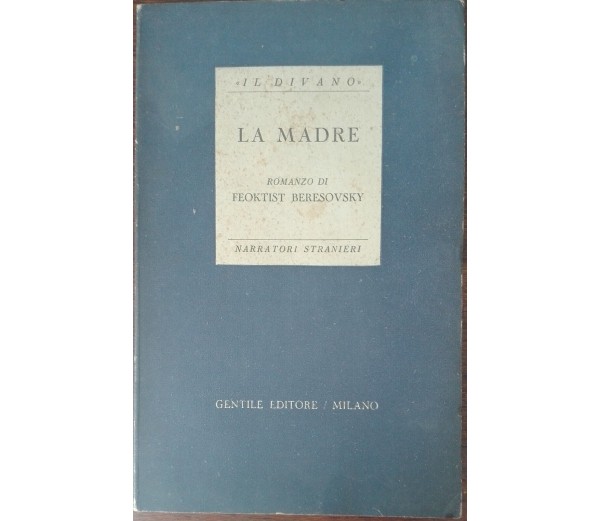 «IL DIVANO»
LA MADRE
ROMANZO DI
FEOKTIST BERESOVSKY
NARRATORI STRANIERI
GENTILE EDITORE / MILANO